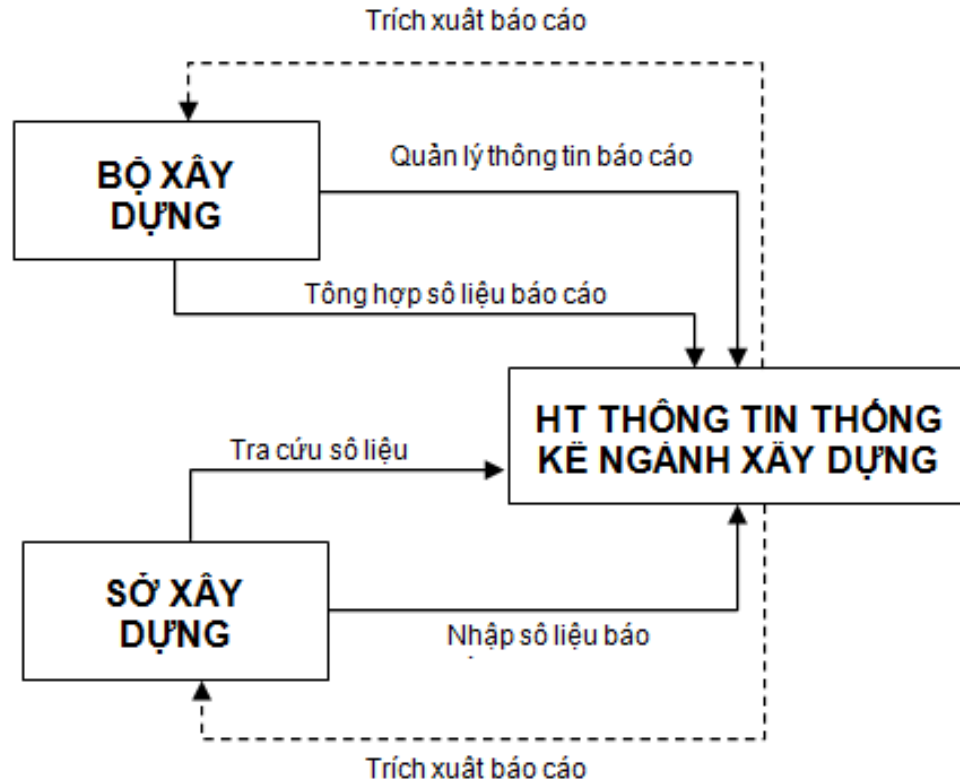 Trích xuất báo cáo
BỘ XÂY
DỰNG
Quản lý thông tin báo cáo
Tông hợp sô liệu báo cáo
HT THÔNG TIN THỐNG
KÊ NGÀNH XÂY DỰNG
Tra cứu sô liệu
SỞ XÂY
DỰNG
Nhập sô liệu báo
Trích xuất báo cáo